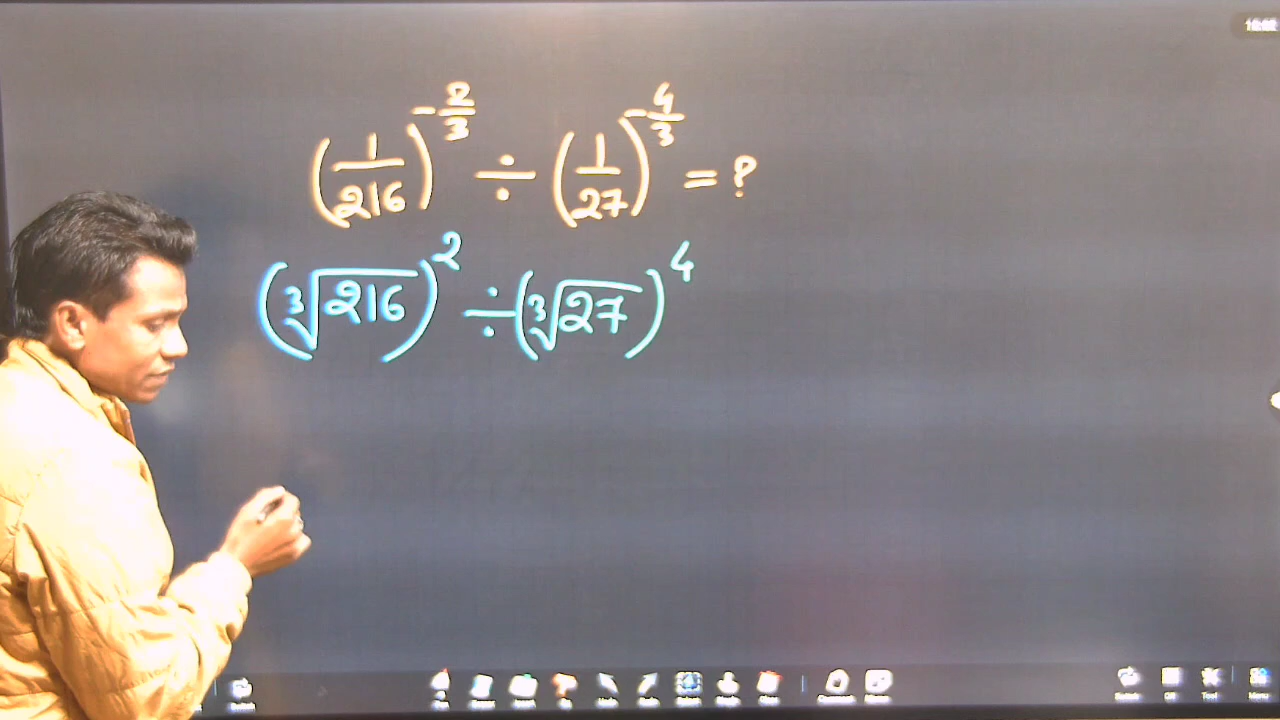 (1/216)^(-2/3) ÷ (1/27)^(-4/3) = ?
(∛216)² ÷ (∛27)⁴